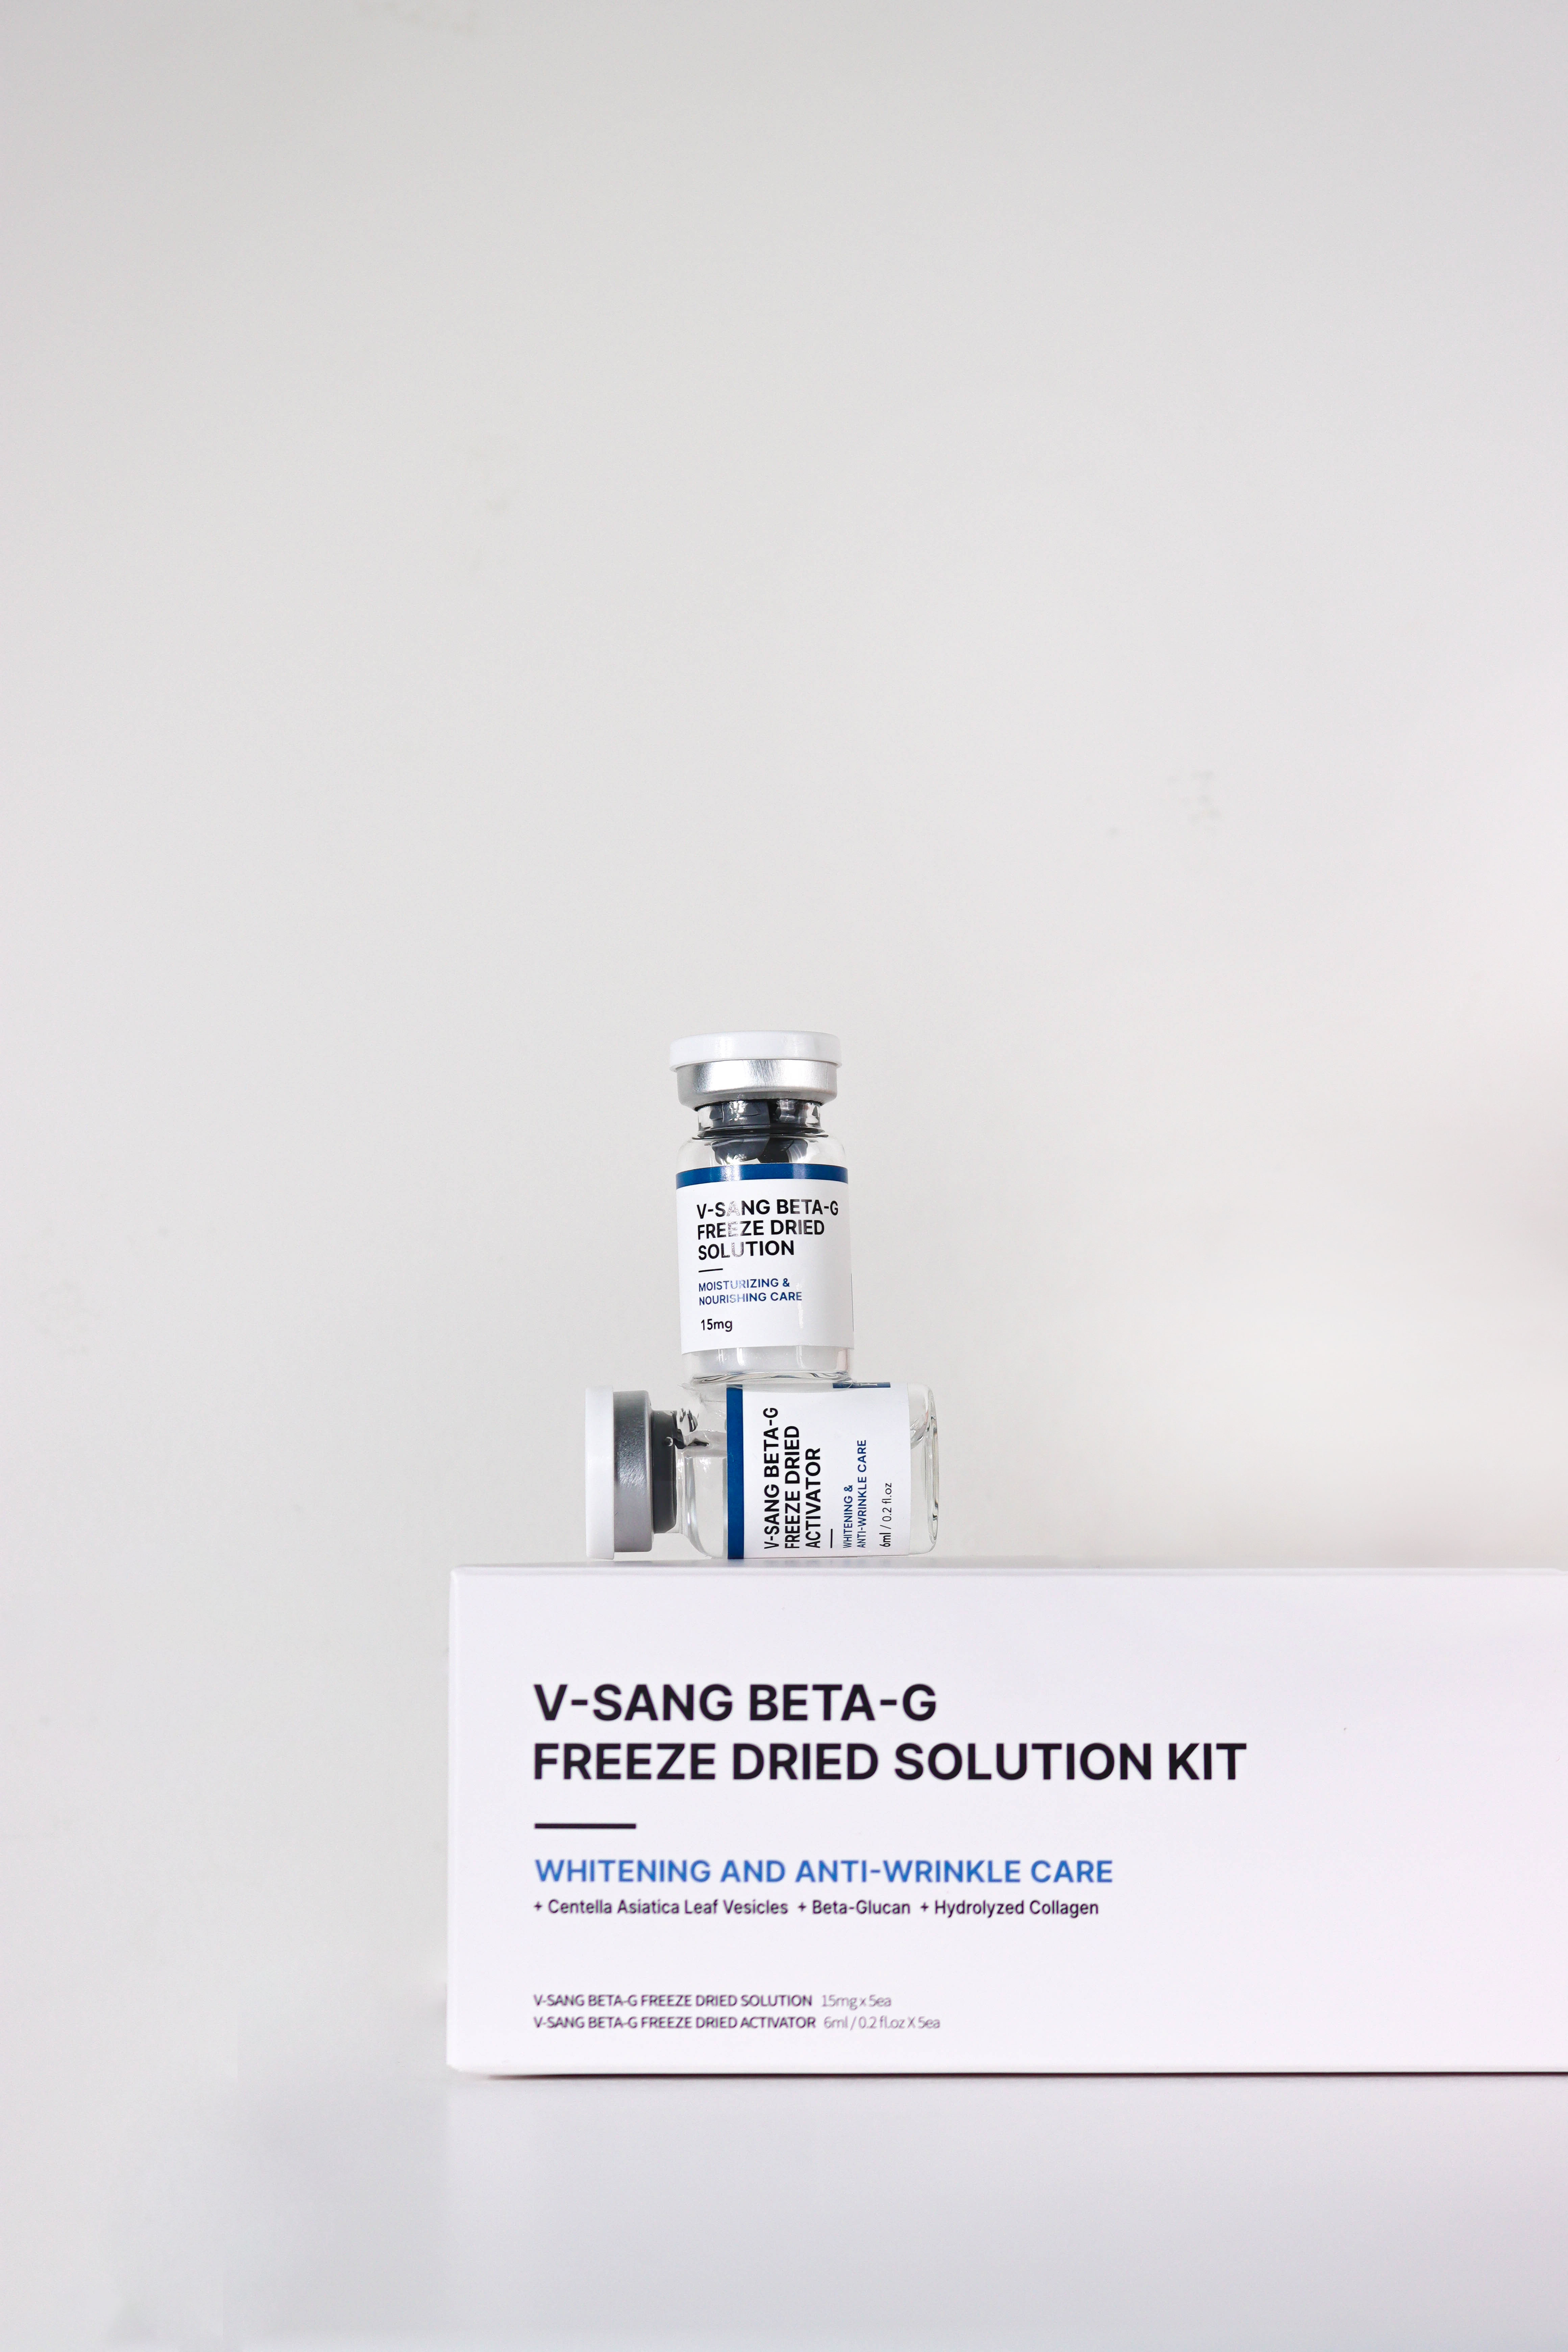 V-SANG BETA-G
FREEZE DRIED
SOLUTION
MOISTURIZING &
NOURISHING CARE
15mg
V-SANG BETA-G
FREEZE DRIED
ACTIVATOR
WHITENING &
ANTI-WRINKLE CARE
6ml / 0.2 fl.oz
V-SANG BETA-G
FREEZE DRIED SOLUTION KIT
WHITENING AND ANTI-WRINKLE CARE
+ Centella Asiatica Leaf Vesicles + Beta-Glucan + Hydrolyzed Collagen
V-SANG BETA-G FREEZE DRIED SOLUTION 15mg x 5ea
V-SANG BETA-G FREEZE DRIED ACTIVATOR 6ml / 0.2 fl.oz X 5ea